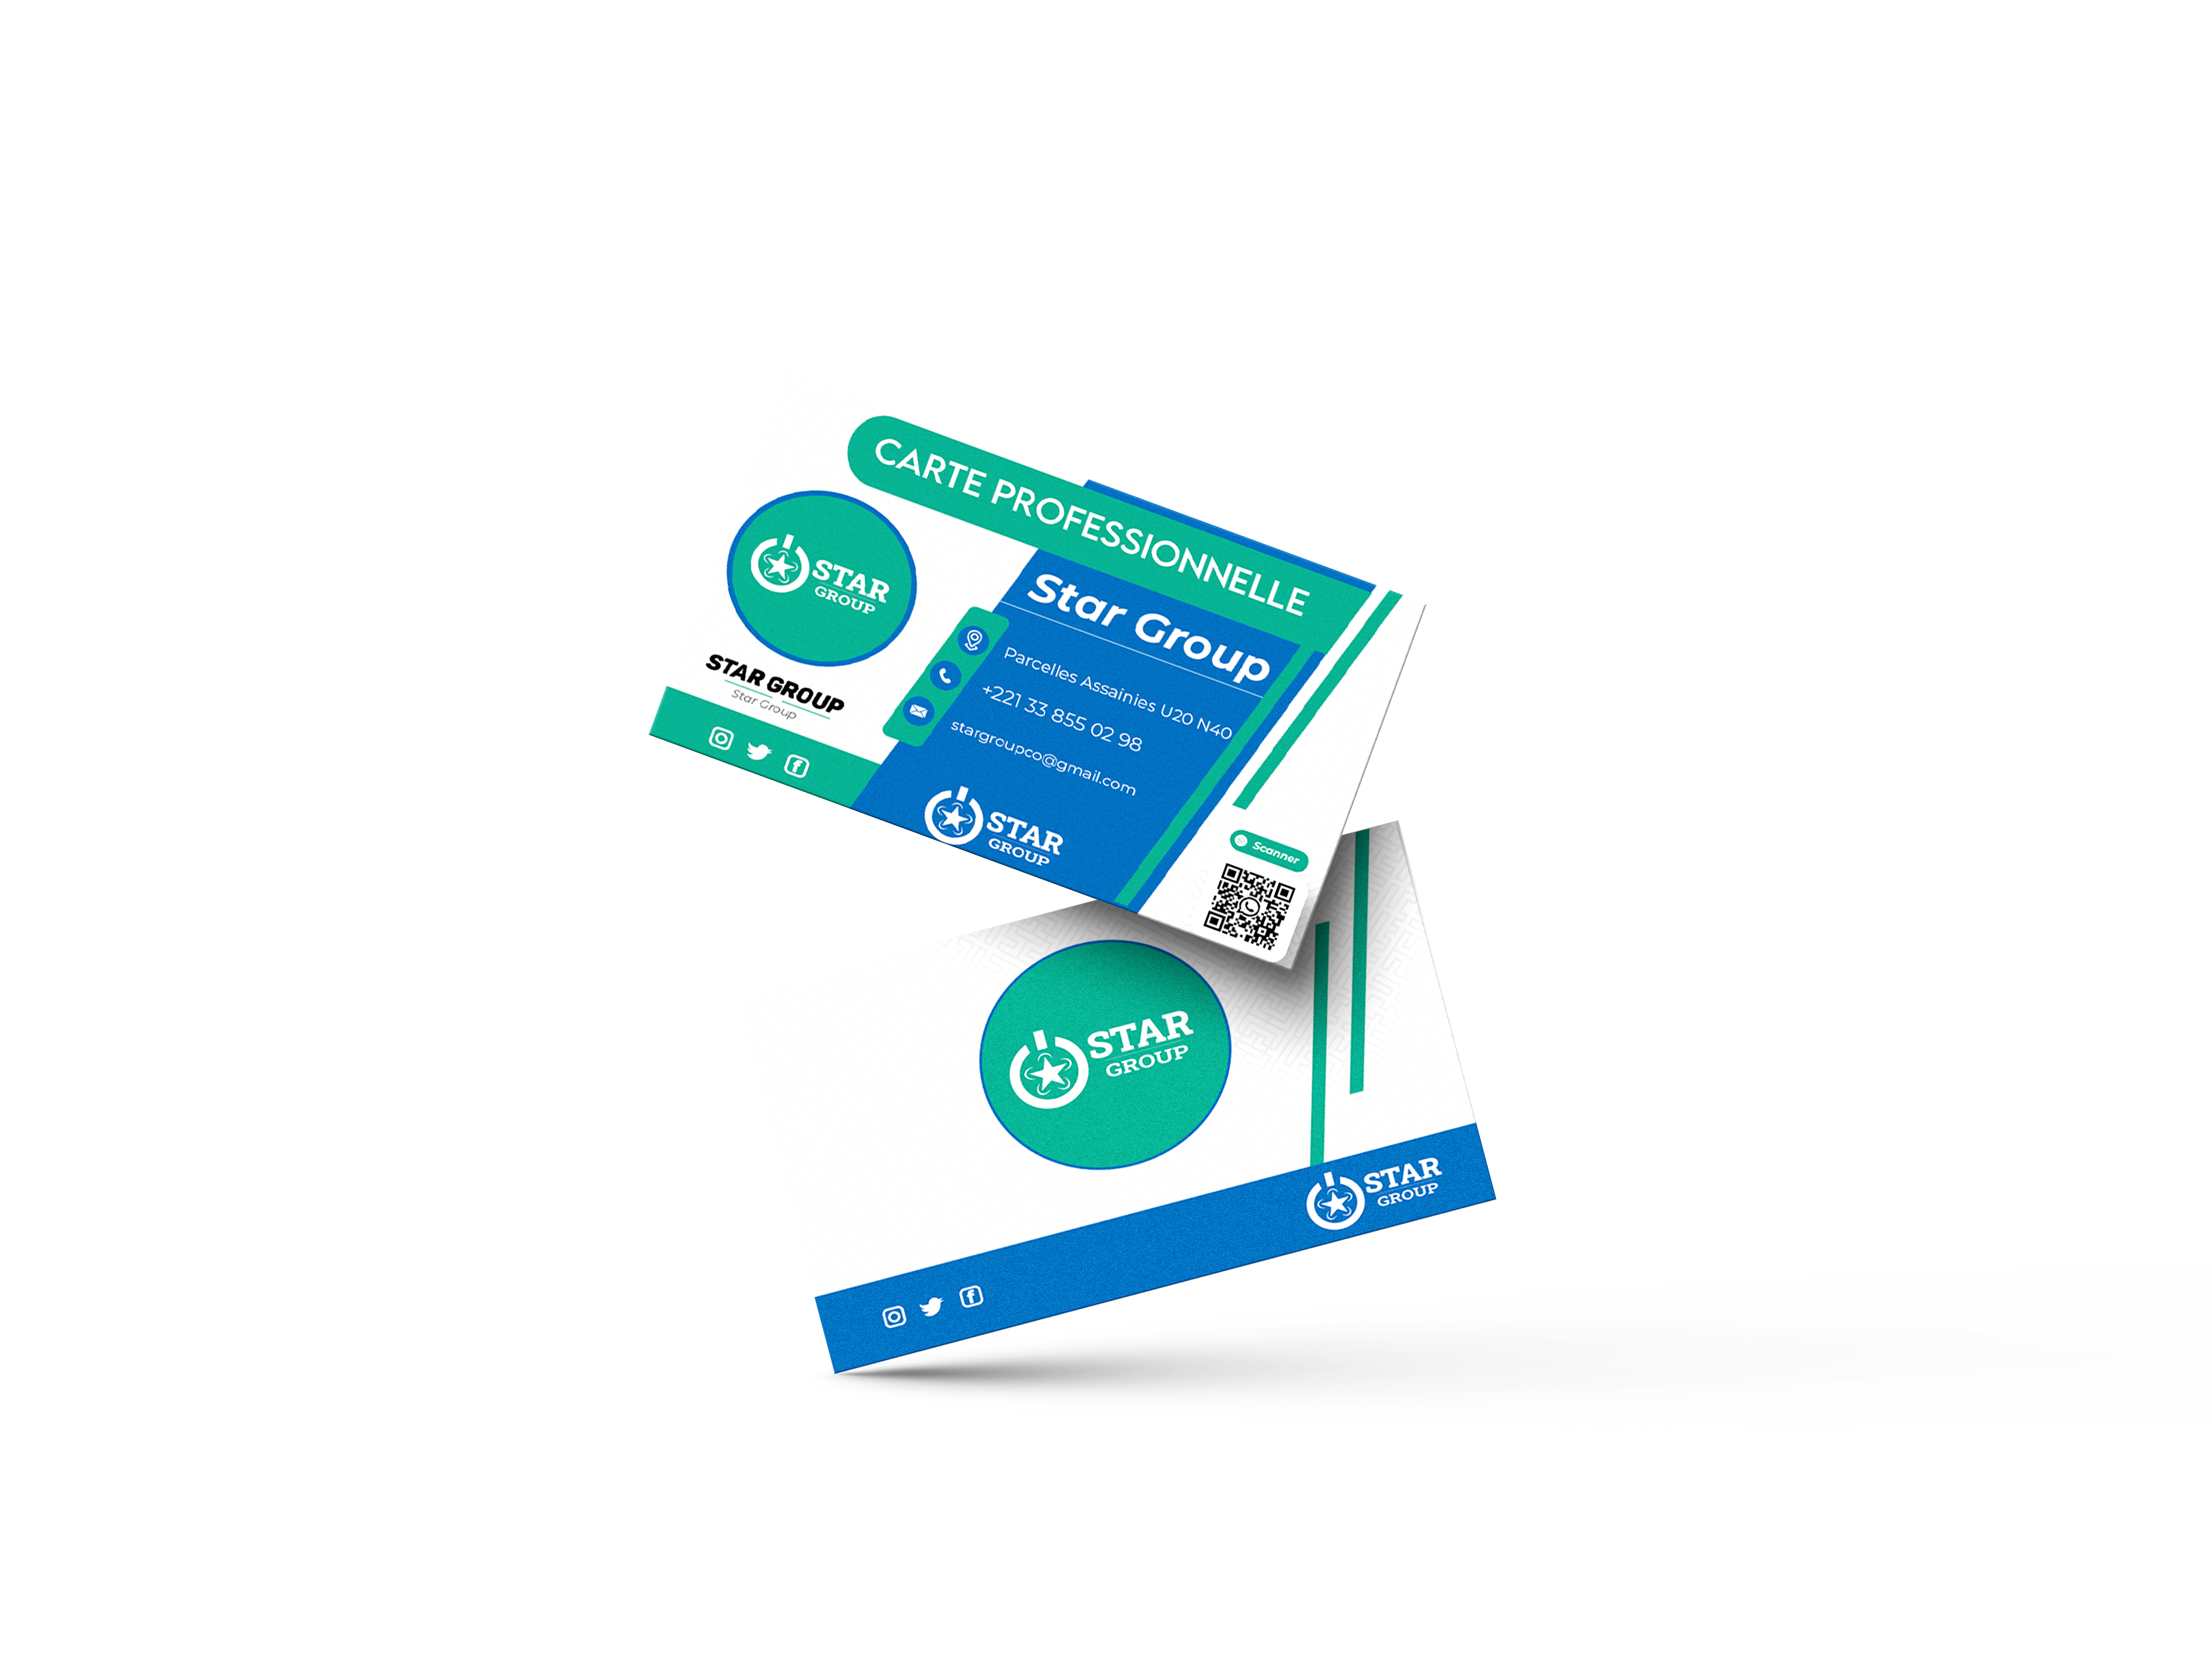 CARTE PROFESSIONNELLE
STAR
GROUP
STAR GROUP
Star Group
Star Group
Parcelles Assainies U20 N40
+221 33 855 02 98
stargroupco@gmail.com
STAR
GROUP
Scanner
STAR
GROUP
STAR
GROUP